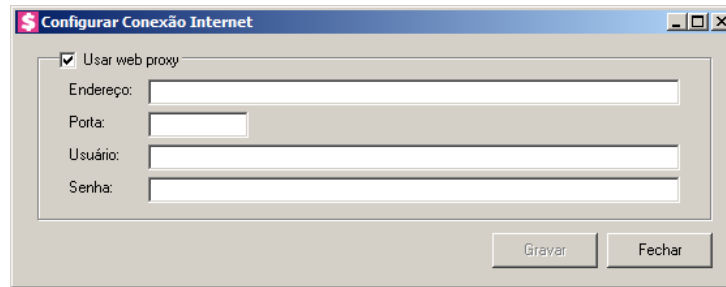 Configurar Conexão Internet
Usar web proxy
Endereço:
Porta:
Usuário:
Senha:
Gravar Fechar